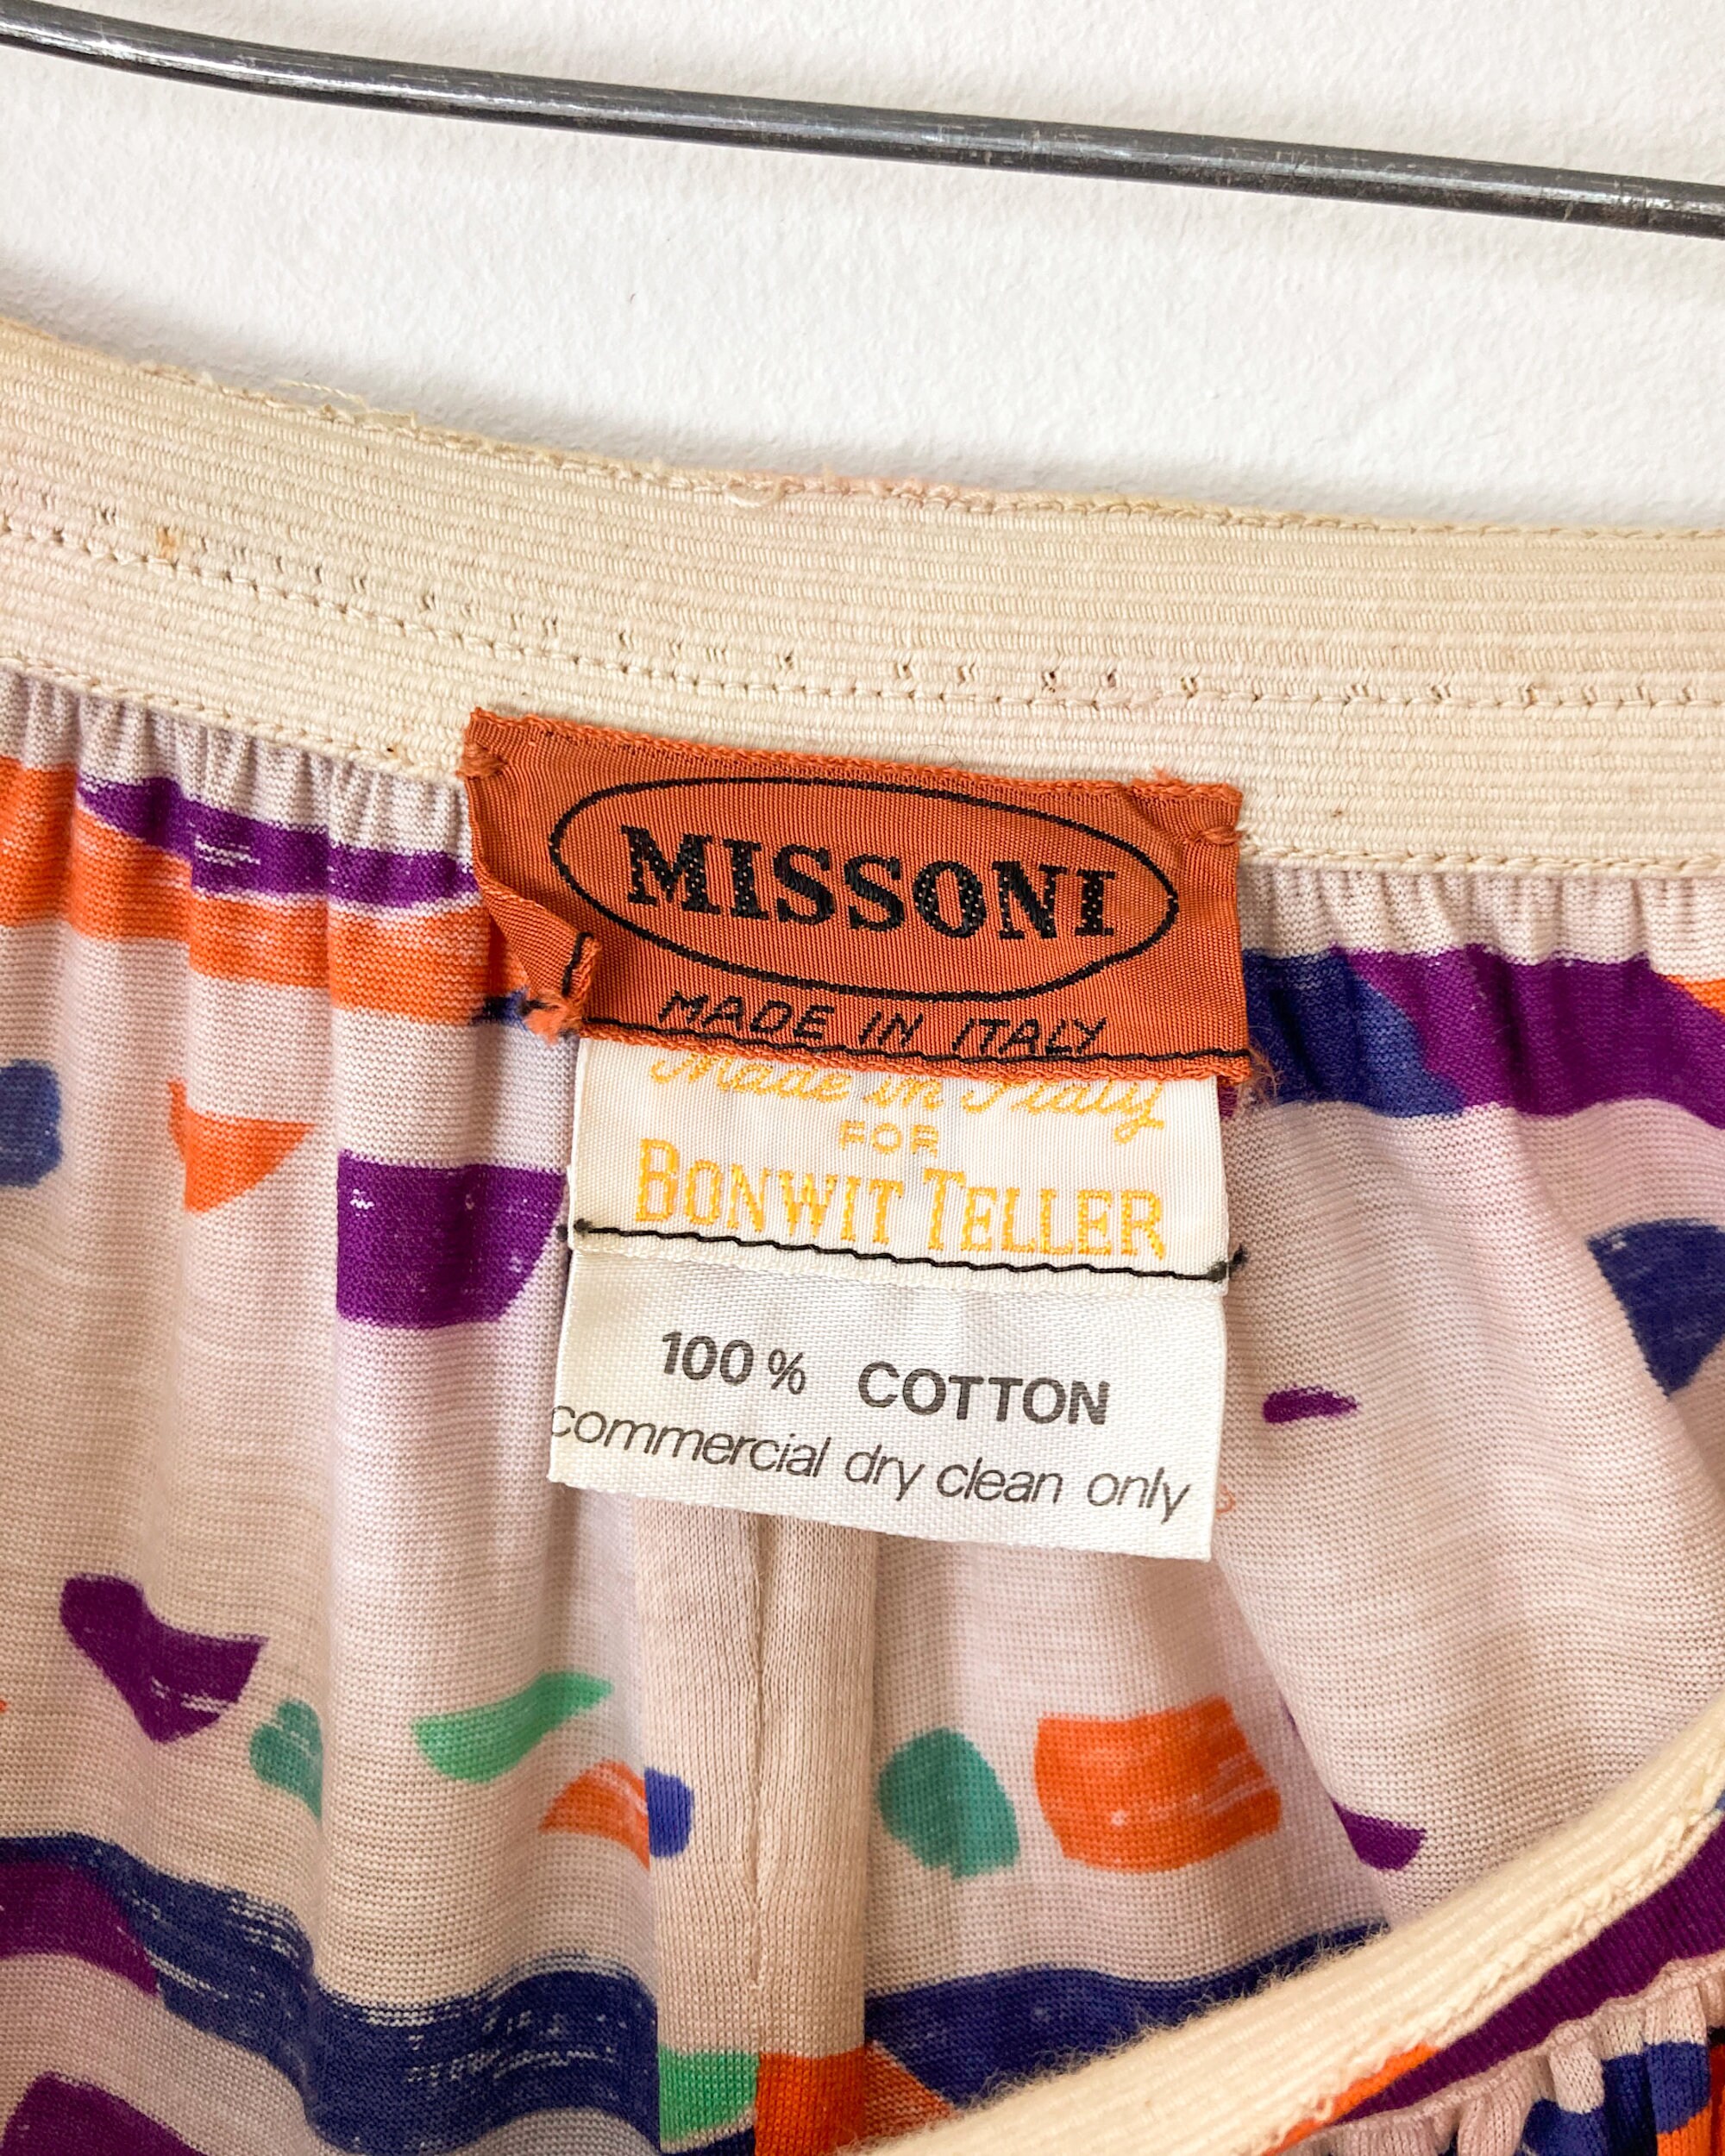 MISSONI
MADE IN ITALY
Made in Italy
FOR
BONWIT TELLER
100% COTTON
commercial dry clean only